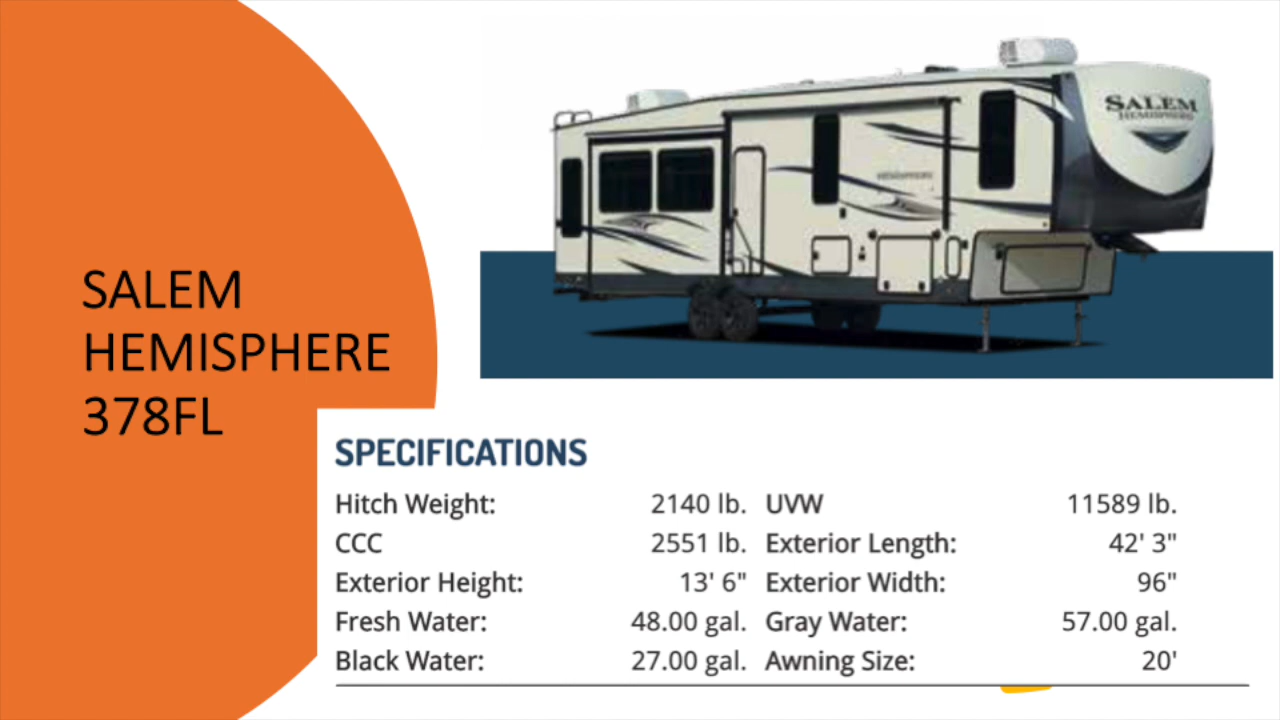 SALEM
HEMISPHERE
378FL
SALEM
HEMISPHERE
HEMISPHERE
SPECIFICATIONS
Hitch Weight: 2140 lb. UVW 11589 lb.
CCC 2551 lb. Exterior Length: 42' 3"
Exterior Height: 13' 6" Exterior Width: 96"
Fresh Water: 48.00 gal. Gray Water: 57.00 gal.
Black Water: 27.00 gal. Awning Size: 20'